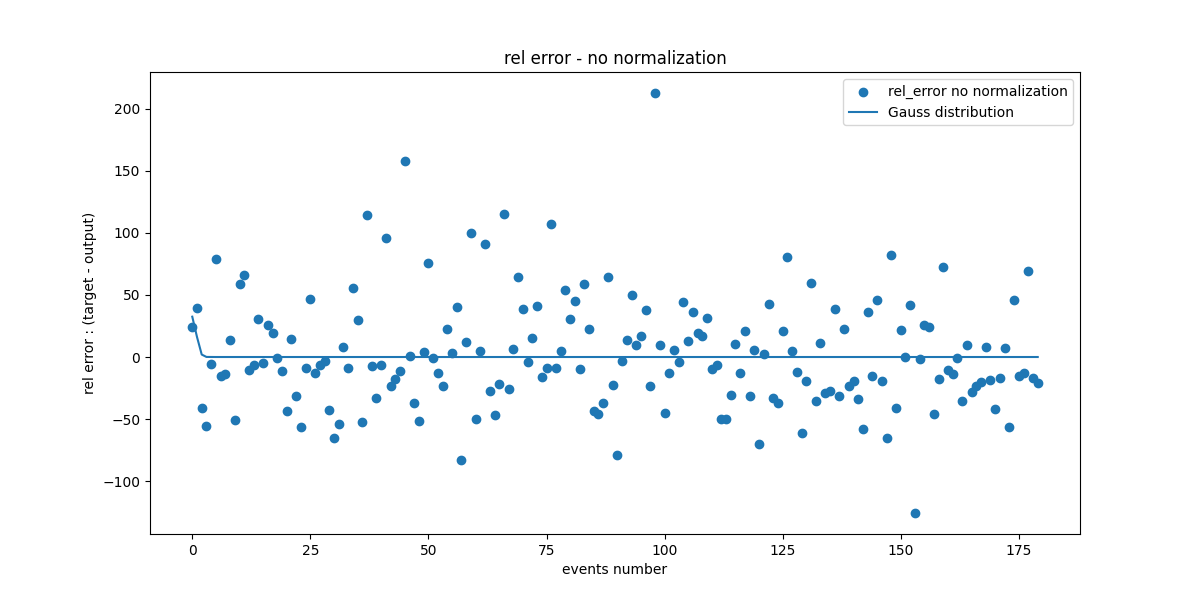 rel error - no normalization
rel_error no normalization
Gauss distribution
200
150
100
50
0
−50
−100
rel error : (target - output)
0 25 50 75 100 125 150 175
events number